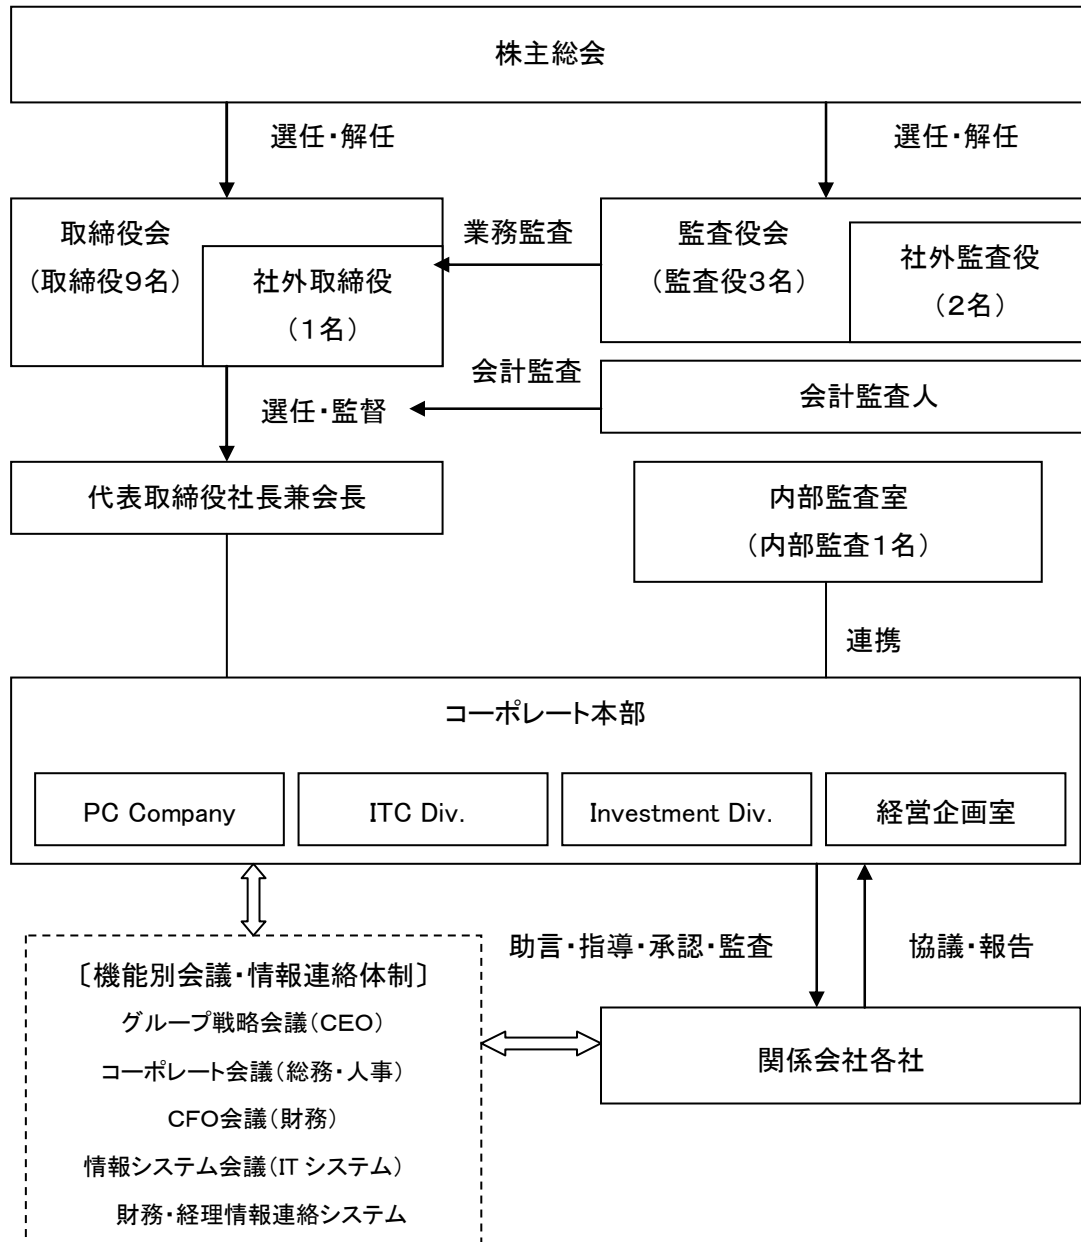 株主総会
選任・解任
選任・解任
取締役会
（取締役９名）
社外取締役
（１名）
業務監査
監査役会
（監査役３名）
社外監査役
（２名）
会計監査
会計監査人
選任・監督
代表取締役社長兼会長
内部監査室
（内部監査１名）
連携
コーポレート本部
PC Company
ITC Div.
Investment Div.
経営企画室
助言・指導・承認・監査
協議・報告
〔機能別会議・情報連絡体制〕
グループ戦略会議（CEO）
コーポレート会議（総務・人事）
CFO会議（財務）
情報システム会議（IT システム）
財務・経理情報連絡システム
関係会社各社